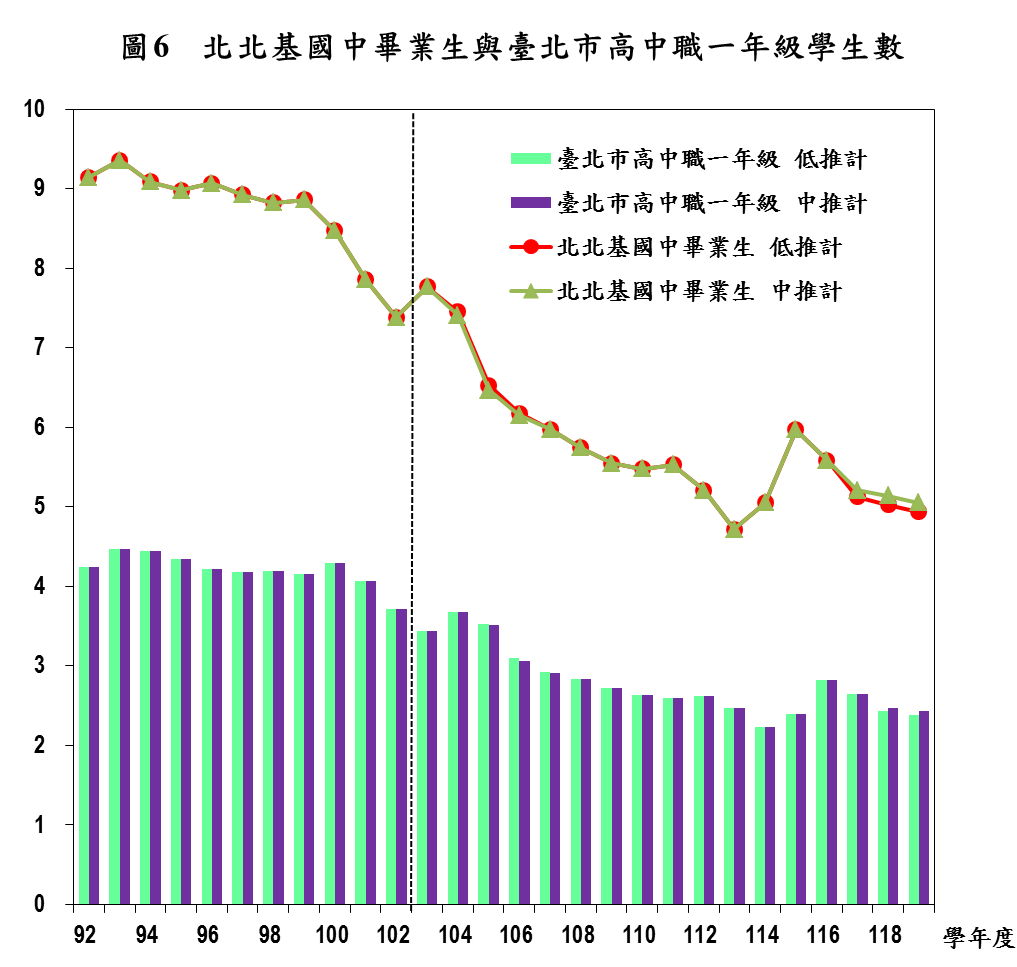 圖6 北北基國中畢業生與臺北市高中職一年級學生數
10
9
8
7
6
5
4
3
2
1
0
臺北市高中職一年級 低推計
臺北市高中職一年級 中推計
北北基國中畢業生 低推計
北北基國中畢業生 中推計
92 94 96 98 100 102 104 106 108 110 112 114 116 118 學年度